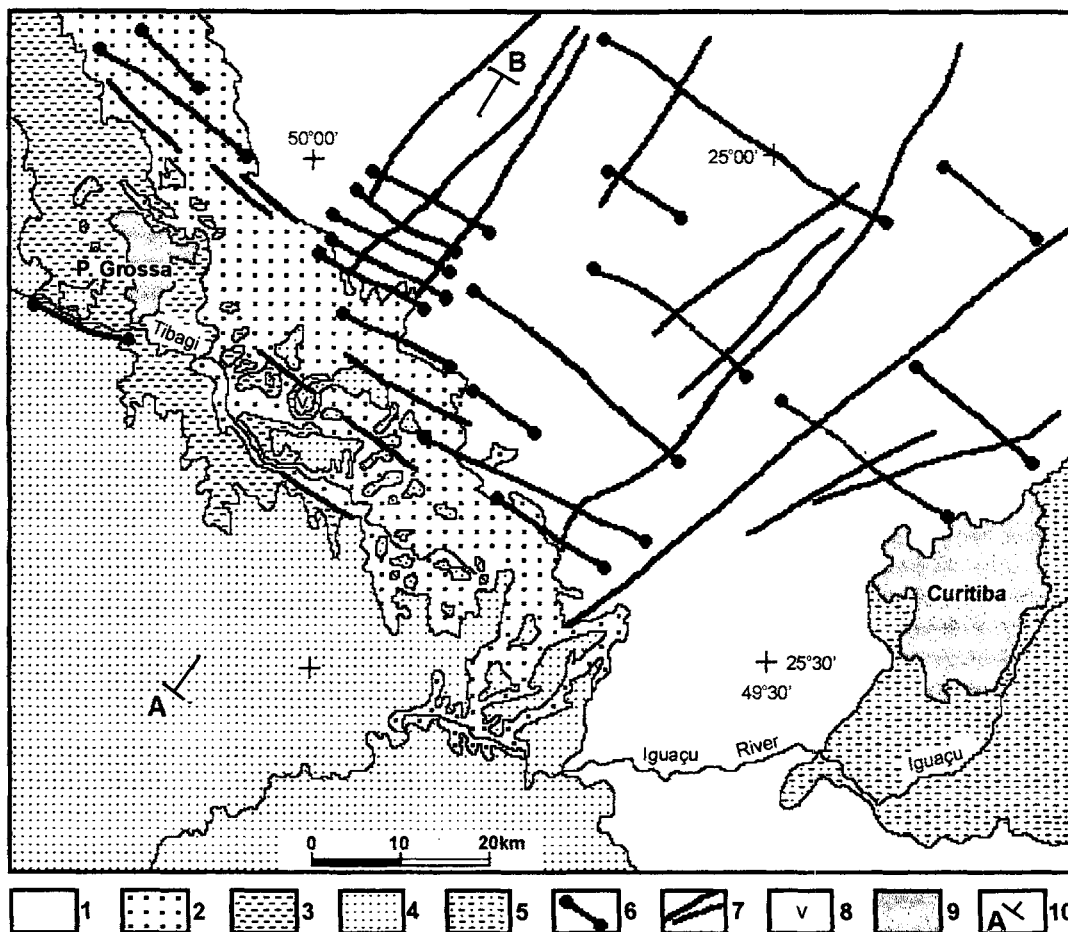 B
50°00'
25°00'
P. Grossa
Tibagi
v
Curitiba
A
25°30'
49°30'
Iguaçu River
Iguaçu
0 10 20km
1 2 3 4 5 6 7 v 8 9 A 10